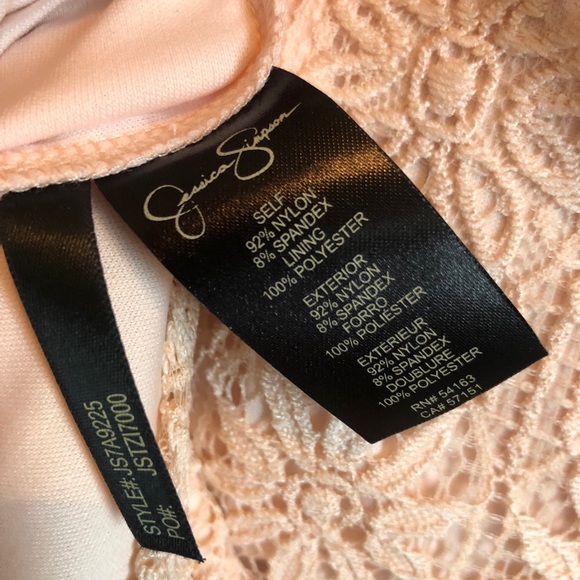 Jessica Simpson
SELF
92% NYLON
8% SPANDEX
LINING
100% POLYESTER
EXTERIOR
92% NYLON
8% SPANDEX
FORRO
100% POLIÉSTER
EXTÉRIEUR
92% NYLON
8% SPANDEX
DOUBLURE
100% POLYESTER
RN# 54163
CA# 57151
STYLE#:JS7A9225
JSTZI7000
PO#: